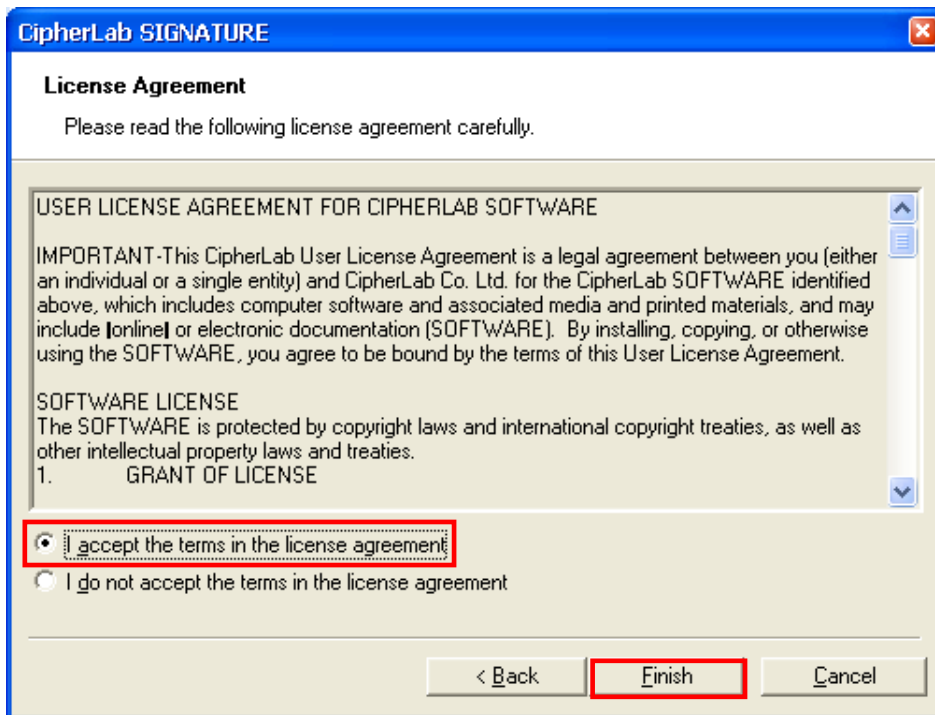 CipherLab SIGNATURE
License Agreement
Please read the following license agreement carefully.
USER LICENSE AGREEMENT FOR CIPHERLAB SOFTWARE
IMPORTANT-This CipherLab User License Agreement is a legal agreement between you (either
an individual or a single entity) and CipherLab Co. Ltd. for the CipherLab SOFTWARE identified
above, which includes computer software and associated media and printed materials, and may
include |online| or electronic documentation (SOFTWARE). By installing, copying, or otherwise
using the SOFTWARE, you agree to be bound by the terms of this User License Agreement.
SOFTWARE LICENSE
The SOFTWARE is protected by copyright laws and international copyright treaties, as well as
other intellectual property laws and treaties.
1. GRANT OF LICENSE
I accept the terms in the license agreement
I do not accept the terms in the license agreement
< Back Finish Cancel